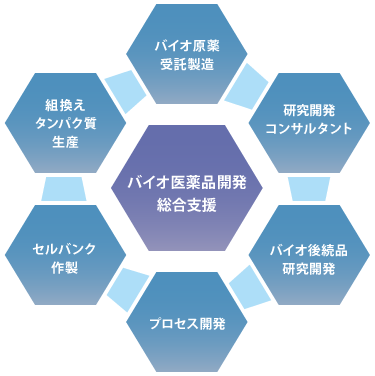 バイオ原薬
受託製造
組換え
タンパク質
生産
研究開発
コンサルタント
バイオ医薬品開発
総合支援
セルバンク
作製
バイオ後続品
研究開発
プロセス開発